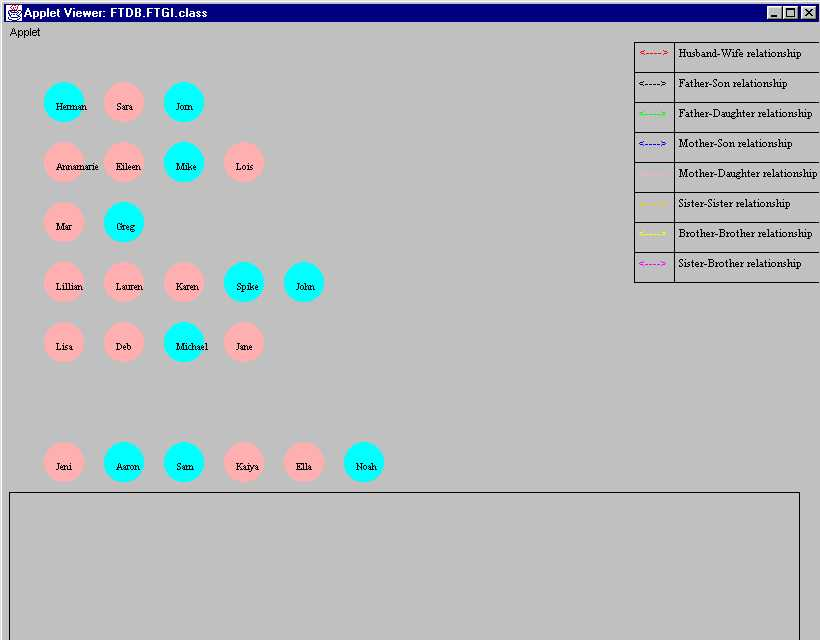 Applet Viewer: FTDB.FTGI.class
Applet
<----> Husband-Wife relationship
<----> Father-Son relationship
<----> Father-Daughter relationship
<----> Mother-Son relationship
<----> Mother-Daughter relationship
<----> Sister-Sister relationship
<----> Brother-Brother relationship
<----> Sister-Brother relationship
Herman Sara Jorn
Annamarie Eileen Mike Lois
Mar Greg
Lillian Lauren Karen Spike John
Lisa Deb Michael Jane
Jeni Aaron Sam Kaiya Ella Noah